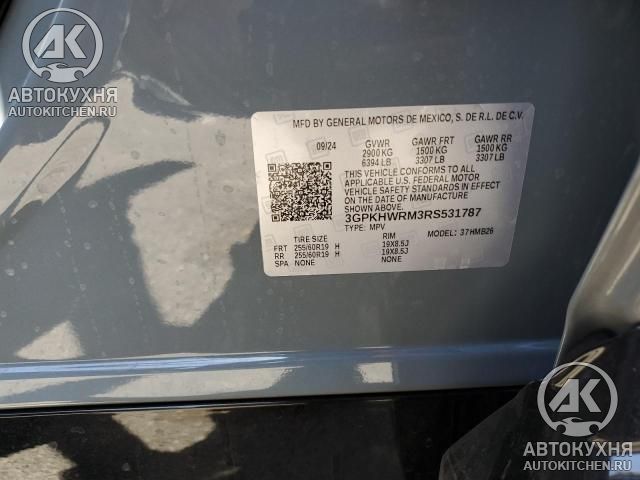 AK
АВТОКУХНЯ
AUTOKITCHEN.RU
MFD BY GENERAL MOTORS DE MEXICO, S. DE R.L. DE C.V.
09/24 GVWR GAWR FRT GAWR RR
2900 KG 1500 KG 1500 KG
6394 LB 3307 LB 3307 LB
THIS VEHICLE CONFORMS TO ALL
APPLICABLE U.S. FEDERAL MOTOR
VEHICLE SAFETY STANDARDS IN EFFECT
ON THE DATE OF MANUFACTURE
SHOWN ABOVE.
3GPKHWRM3RS531787
TYPE: MPV MODEL: 37HMB26
TIRE SIZE RIM
FRT 255/60R19 H 19X8.5J
RR 255/60R19 H 19X8.5J
SPA NONE NONE
AK
АВТОКУХНЯ
AUTOKITCHEN.RU